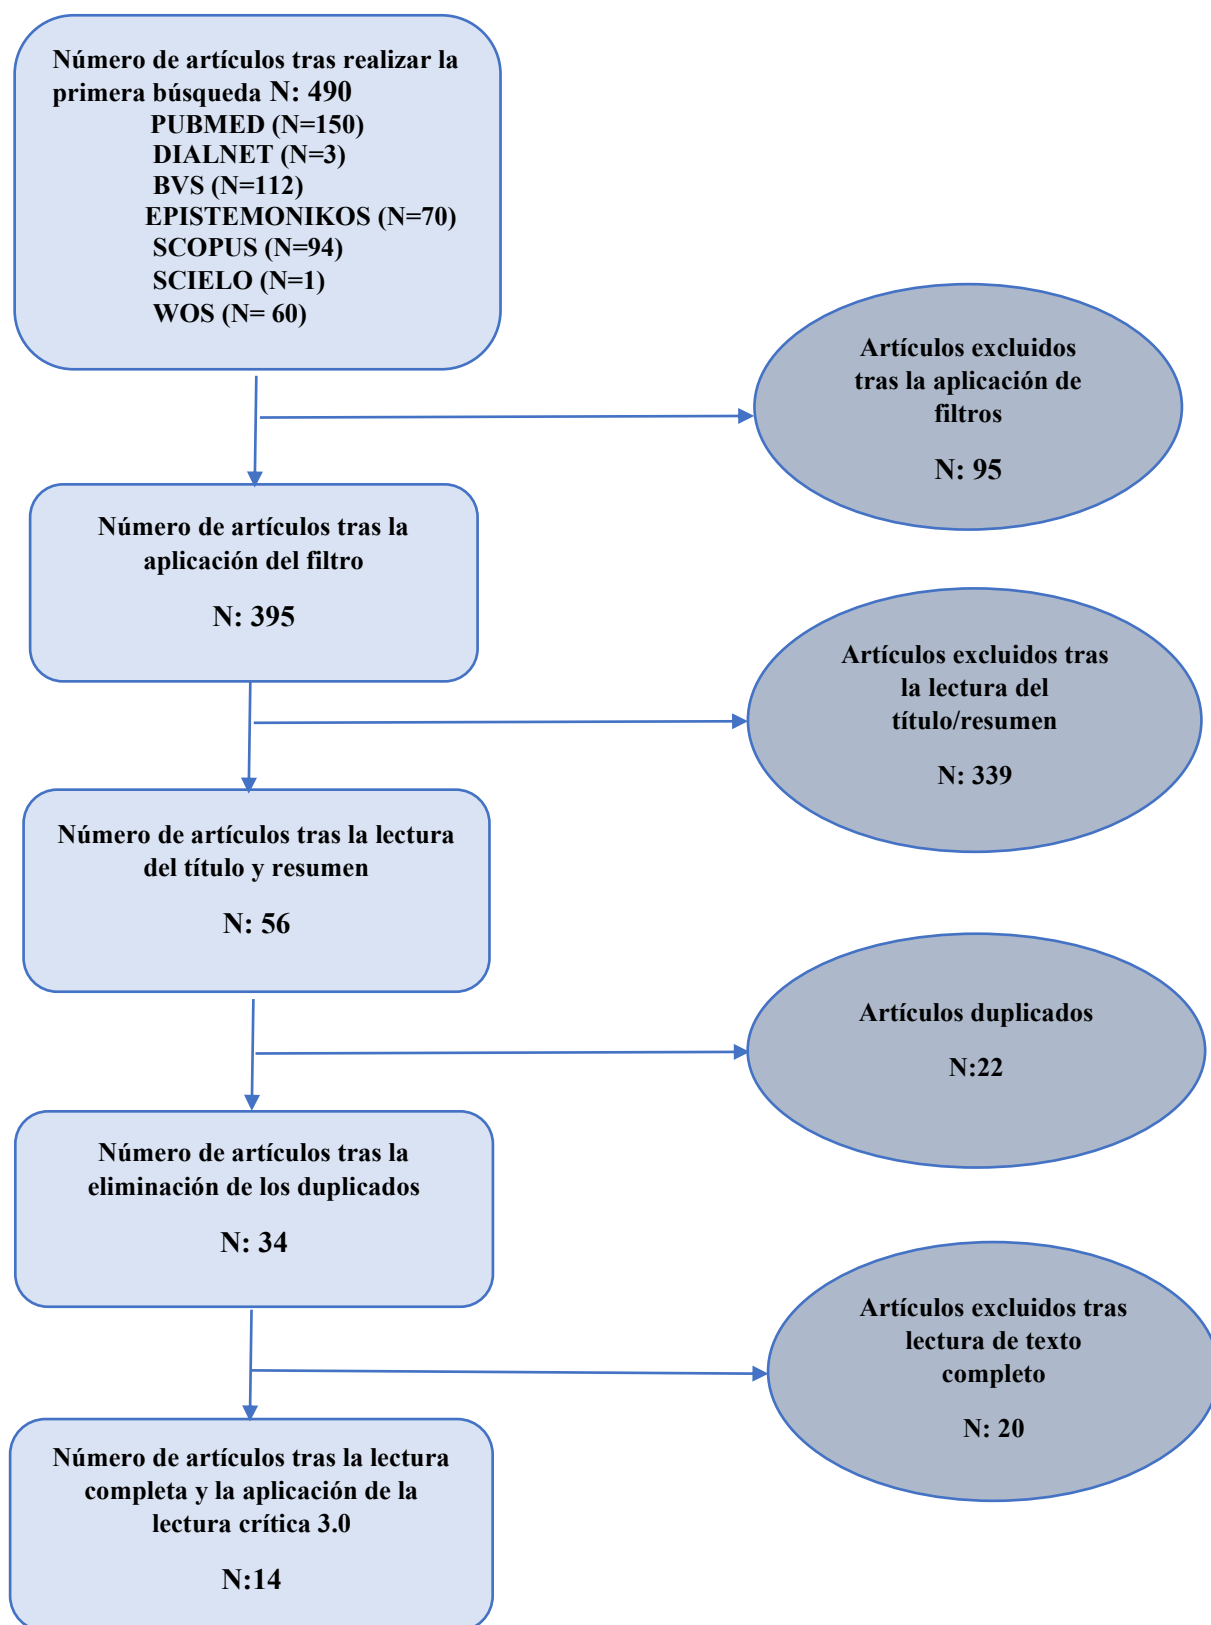 Número de artículos tras realizar la
primera búsqueda N: 490
PUBMED (N=150)
DIALNET (N=3)
BVS (N=112)
EPISTEMONIKOS (N=70)
SCOPUS (N=94)
SCIELO (N=1)
WOS (N= 60)
Artículos excluidos
tras la aplicación de
filtros
N: 95
Número de artículos tras la
aplicación del filtro
N: 395
Artículos excluidos tras
la lectura del
título/resumen
N: 339
Número de artículos tras la lectura
del título y resumen
N: 56
Artículos duplicados
N:22
Número de artículos tras la
eliminación de los duplicados
N: 34
Artículos excluidos tras
lectura de texto
completo
N: 20
Número de artículos tras la lectura
completa y la aplicación de la
lectura crítica 3.0
N:14